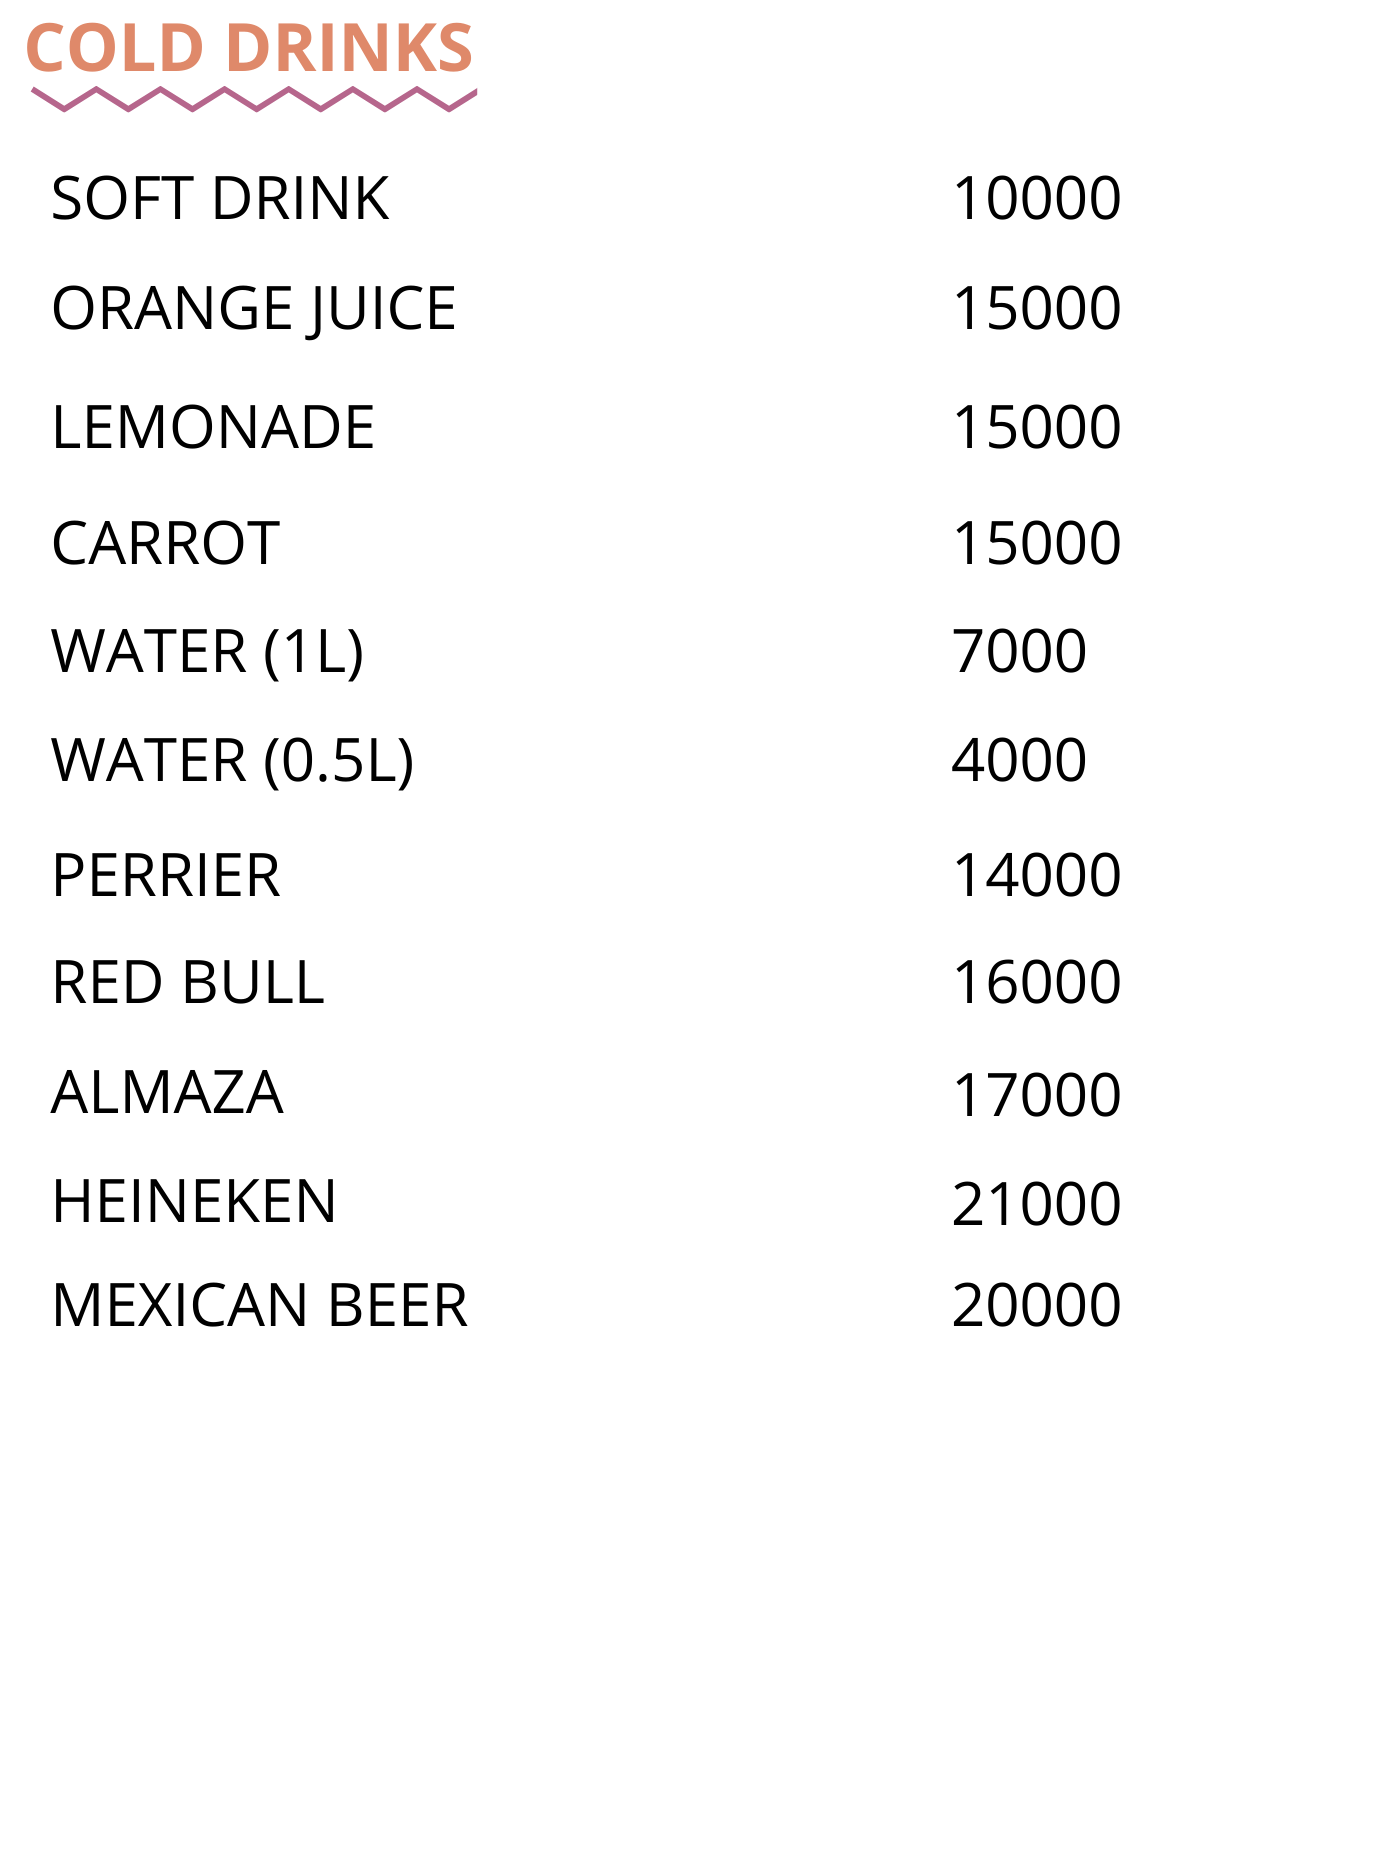 COLD DRINKS
SOFT DRINK 10000
ORANGE JUICE 15000
LEMONADE 15000
CARROT 15000
WATER (1L) 7000
WATER (0.5L) 4000
PERRIER 14000
RED BULL 16000
ALMAZA 17000
HEINEKEN 21000
MEXICAN BEER 20000